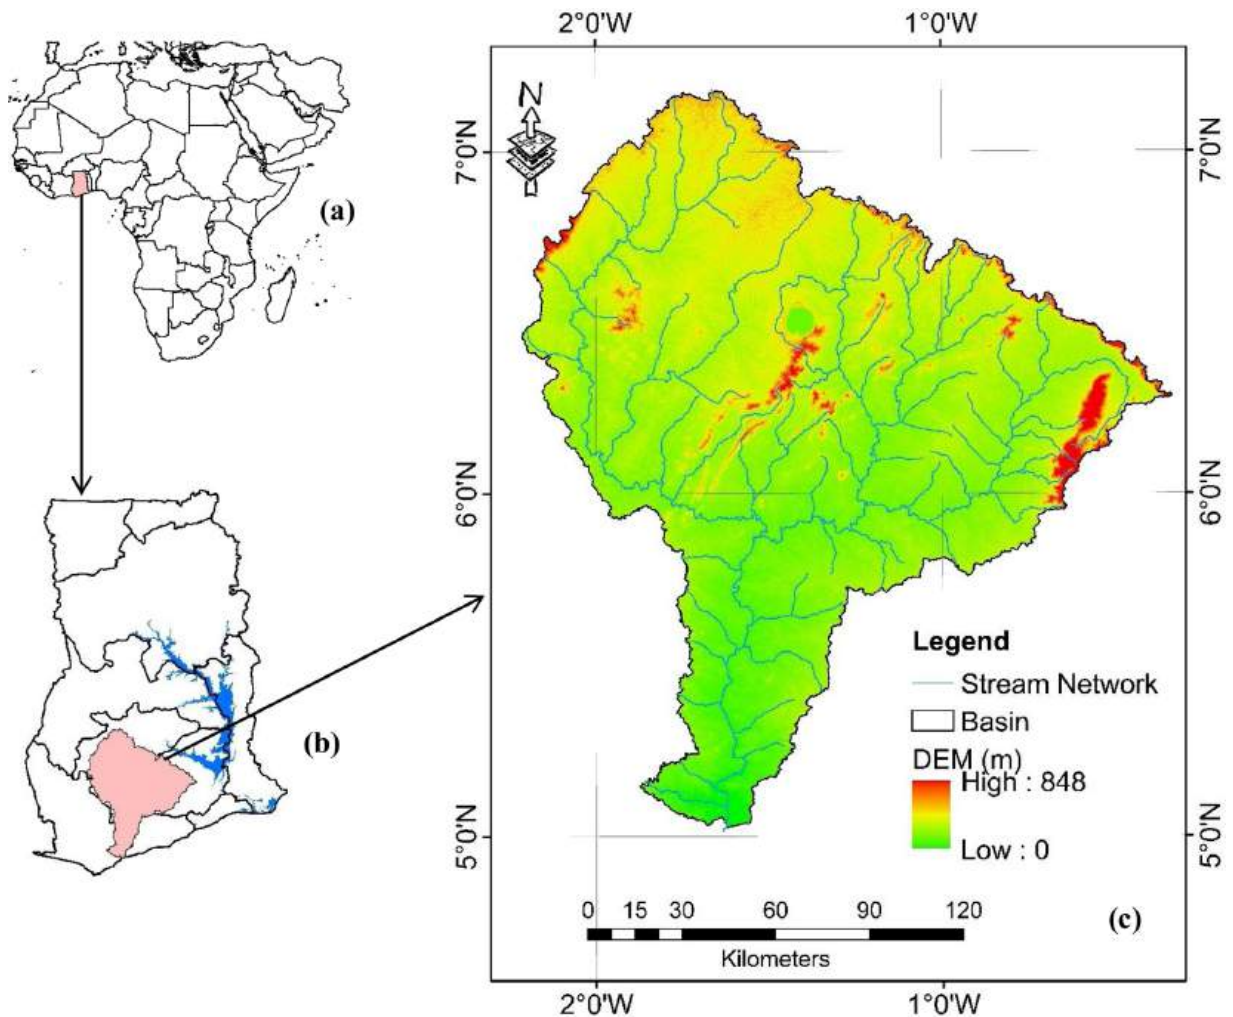 2°0'W 1°0'W
N
7°0'N 7°0'N
(a)
6°0'N 6°0'N
Legend
Stream Network
(b) Basin
DEM (m)
High : 848
5°0'N Low : 0 5°0'N
0 15 30 60 90 120
(c)
Kilometers
2°0'W 1°0'W